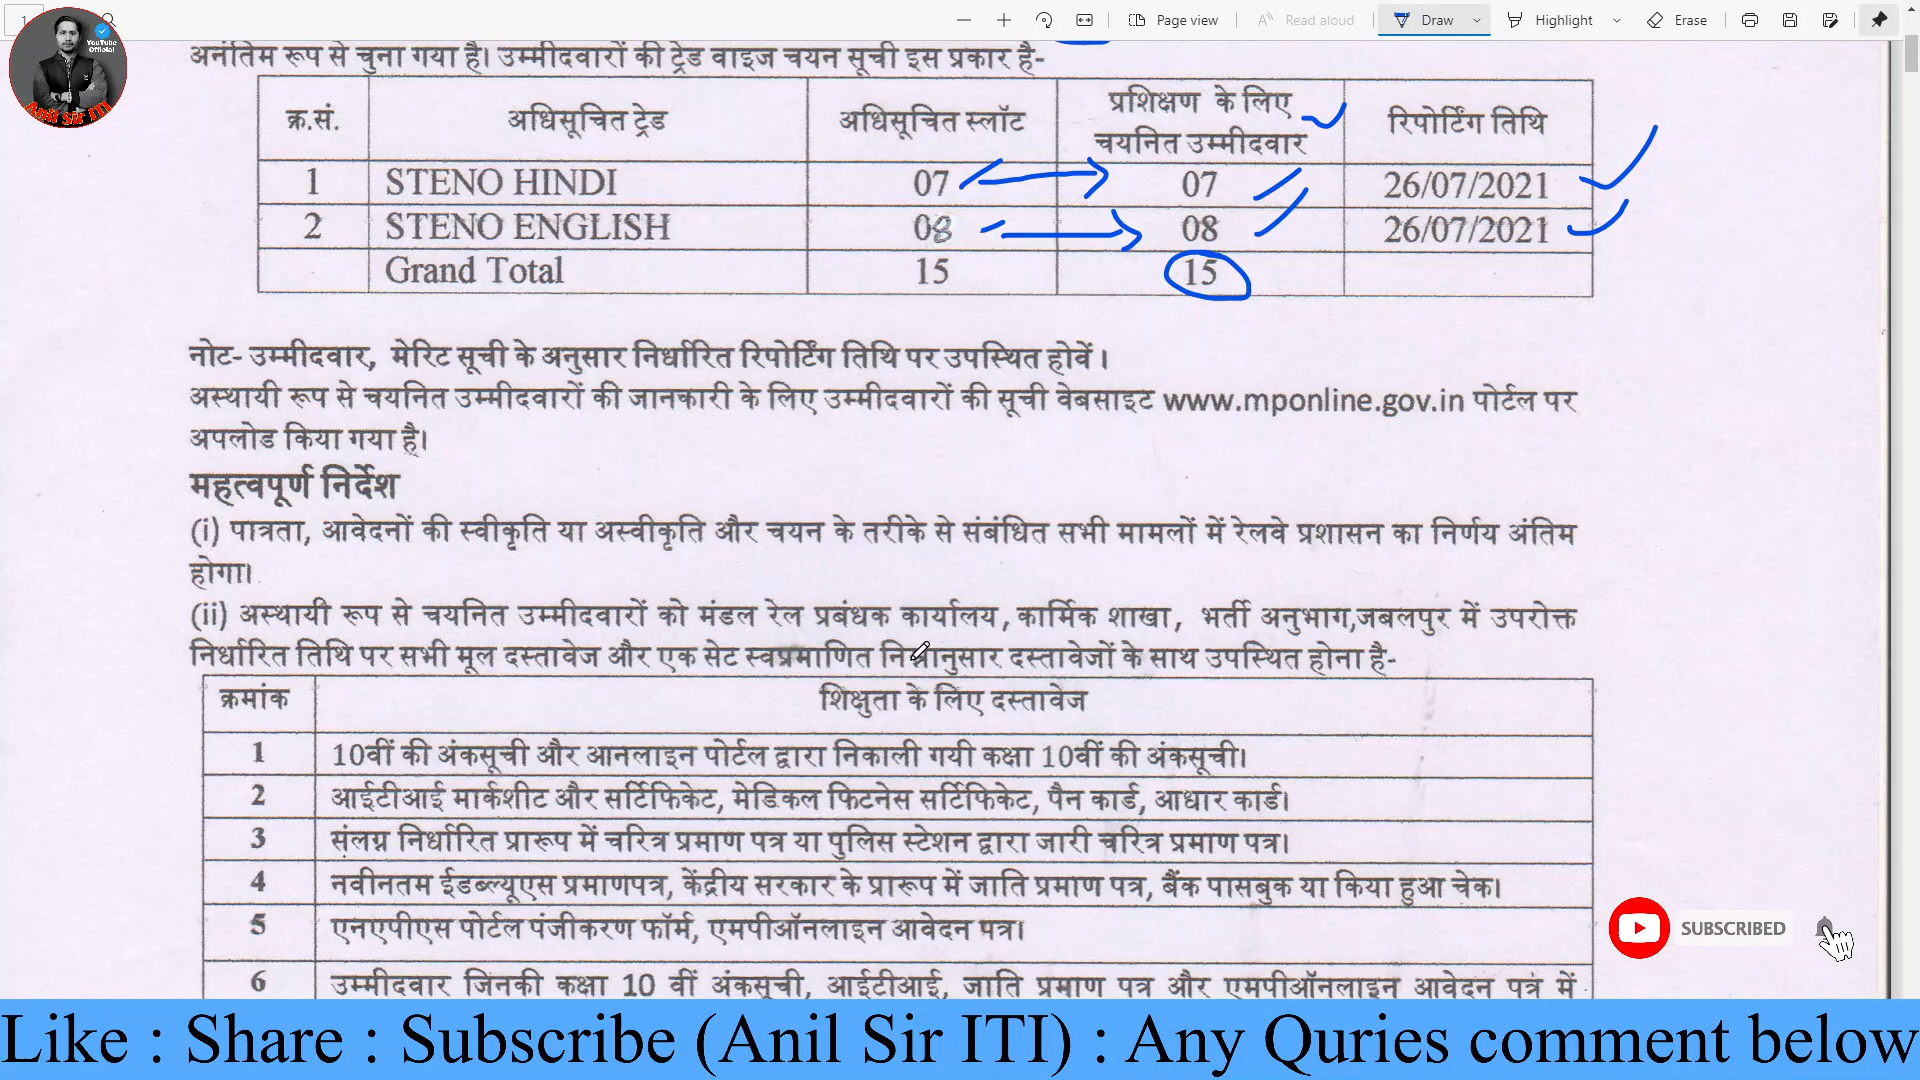 1
Page view
Read aloud
Draw
Highlight
Erase
YouTube
Official
Anil Sir ITI
अनंतिम रूप से चुना गया है। उम्मीदवारों की ट्रेड वाइज चयन सूची इस प्रकार है-
क्र.सं. अधिसूचित ट्रेड अधिसूचित स्लॉट प्रशिक्षण के लिए चयनित उम्मीदवार रिपोर्टिंग तिथि
1 STENO HINDI 07 07 26/07/2021
2 STENO ENGLISH 08 08 26/07/2021
Grand Total 15 15
नोट- उम्मीदवार, मेरिट सूची के अनुसार निर्धारित रिपोर्टिंग तिथि पर उपस्थित होवें।
अस्थायी रूप से चयनित उम्मीदवारों की जानकारी के लिए उम्मीदवारों की सूची वेबसाइट www.mponline.gov.in पोर्टल पर
अपलोड किया गया है।
महत्वपूर्ण निर्देश
(i) पात्रता, आवेदनों की स्वीकृति या अस्वीकृति और चयन के तरीके से संबंधित सभी मामलों में रेलवे प्रशासन का निर्णय अंतिम
होगा।
(ii) अस्थायी रूप से चयनित उम्मीदवारों को मंडल रेल प्रबंधक कार्यालय, कार्मिक शाखा, भर्ती अनुभाग,जबलपुर में उपरोक्त
निर्धारित तिथि पर सभी मूल दस्तावेज और एक सेट स्वप्रमाणित निम्नानुसार दस्तावेजों के साथ उपस्थित होना है-
क्रमांक शिक्षुता के लिए दस्तावेज
1 10वीं की अंकसूची और आनलाइन पोर्टल द्वारा निकाली गयी कक्षा 10वीं की अंकसूची।
2 आईटीआई मार्कशीट और सर्टिफिकेट, मेडिकल फिटनेस सर्टिफिकेट, पैन कार्ड, आधार कार्ड।
3 संलग्न निर्धारित प्रारूप में चरित्र प्रमाण पत्र या पुलिस स्टेशन द्वारा जारी चरित्र प्रमाण पत्र।
4 नवीनतम ईडब्ल्यूएस प्रमाणपत्र, केंद्रीय सरकार के प्रारूप में जाति प्रमाण पत्र, बैंक पासबुक या किया हुआ चेक।
5 एनएपीएस पोर्टल पंजीकरण फॉर्म, एमपीऑनलाइन आवेदन पत्र।
6 उम्मीदवार जिनकी कक्षा 10 वीं अंकसूची, आईटीआई, जाति प्रमाण पत्र और एमपीऑनलाइन आवेदन पत्र में
SUBSCRIBED
Like : Share : Subscribe (Anil Sir ITI) : Any Quries comment below